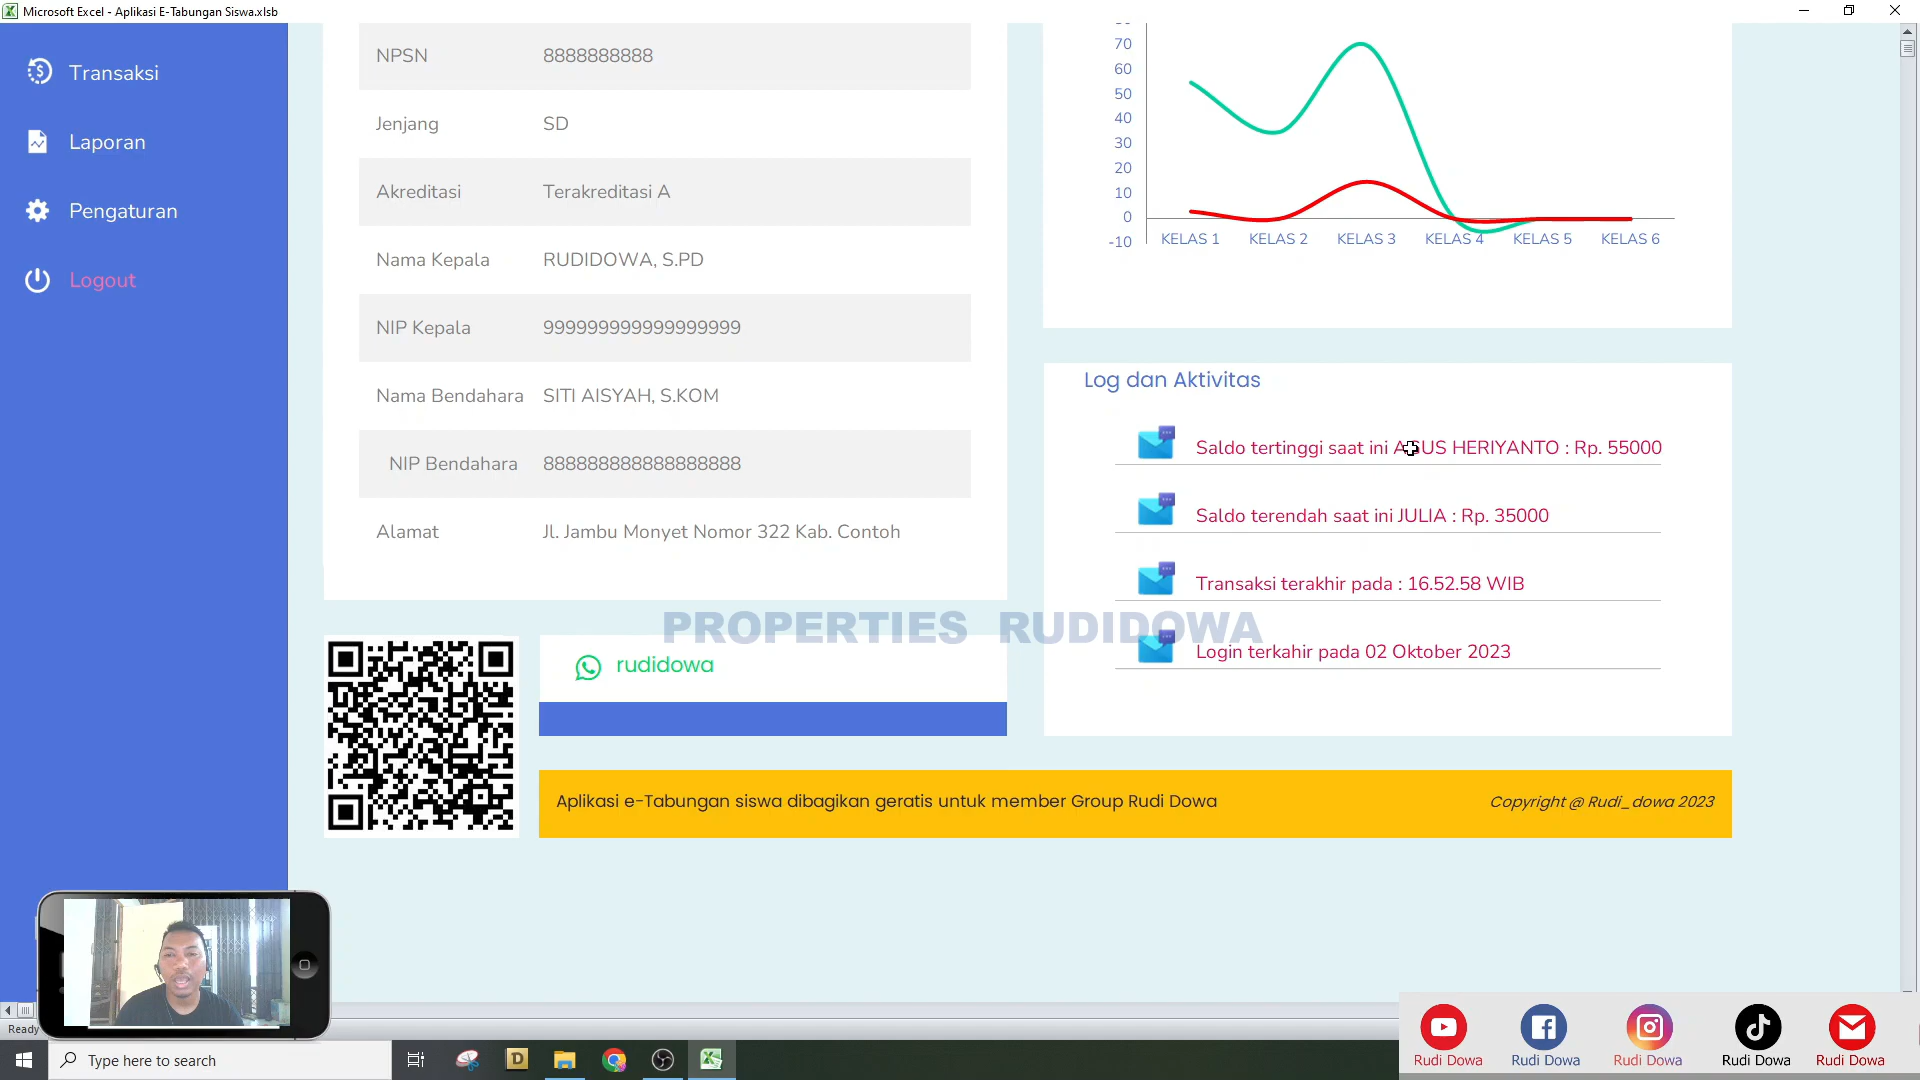 Microsoft Excel - Aplikasi E-Tabungan Siswa.xlsb
Transaksi
Laporan
Pengaturan
Logout
NPSN 8888888888
Jenjang SD
Akreditasi Terakreditasi A
Nama Kepala RUDIDOWA, S.PD
NIP Kepala 999999999999999999
Nama Bendahara SITI AISYAH, S.KOM
NIP Bendahara 888888888888888888
Alamat Jl. Jambu Monyet Nomor 322 Kab. Contoh
70
60
50
40
30
20
10
0
-10
KELAS 1 KELAS 2 KELAS 3 KELAS 4 KELAS 5 KELAS 6
Log dan Aktivitas
Saldo tertinggi saat ini AGUS HERIYANTO : Rp. 55000
Saldo terendah saat ini JULIA : Rp. 35000
Transaksi terakhir pada : 16.52.58 WIB
Login terkahir pada 02 Oktober 2023
PROPERTIES RUDIDOWA
rudidowa
Aplikasi e-Tabungan siswa dibagikan geratis untuk member Group Rudi Dowa
Copyright @ Rudi_dowa 2023
Ready
Type here to search
Rudi Dowa Rudi Dowa Rudi Dowa Rudi Dowa Rudi Dowa